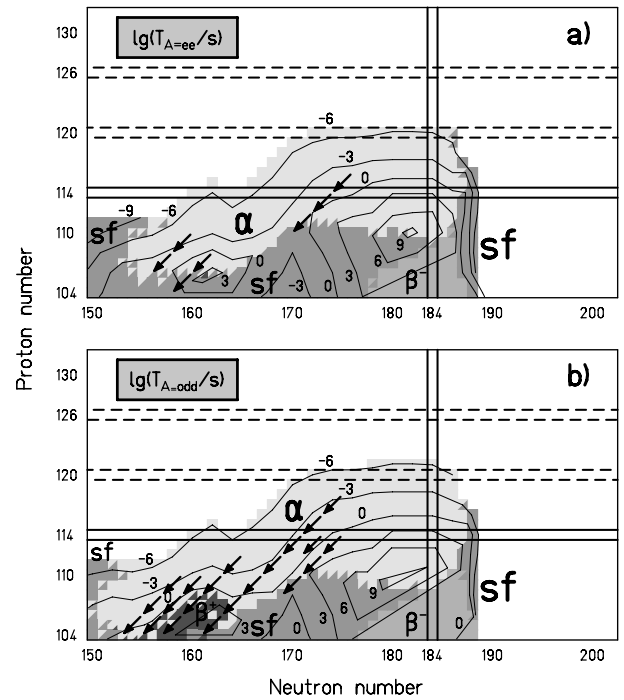 lg(T_A=ee/s)
a)
130
126
120
114
110
104
-6
-3
0
-9
-6
sf
α
0
3
sf
-3
0
3
6
9
β⁻
sf
150
160
170
180
184
190
200
Proton number
lg(T_A=odd/s)
b)
130
126
120
114
110
104
-6
-3
0
α
sf
-6
-3
0
β⁺
3
sf
0
3
6
9
β⁻
0
sf
150
160
170
180
184
190
200
Neutron number